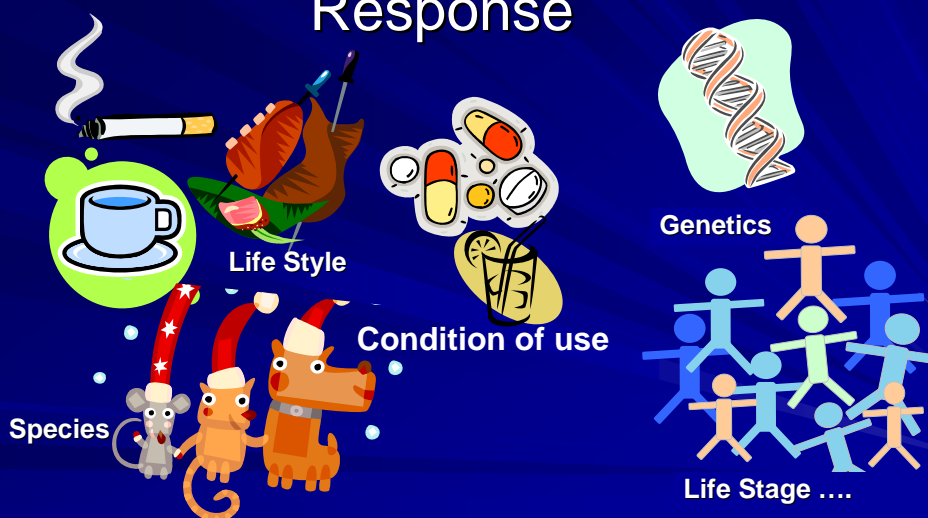 Response
Life Style
Genetics
Condition of use
Species
Life Stage ….